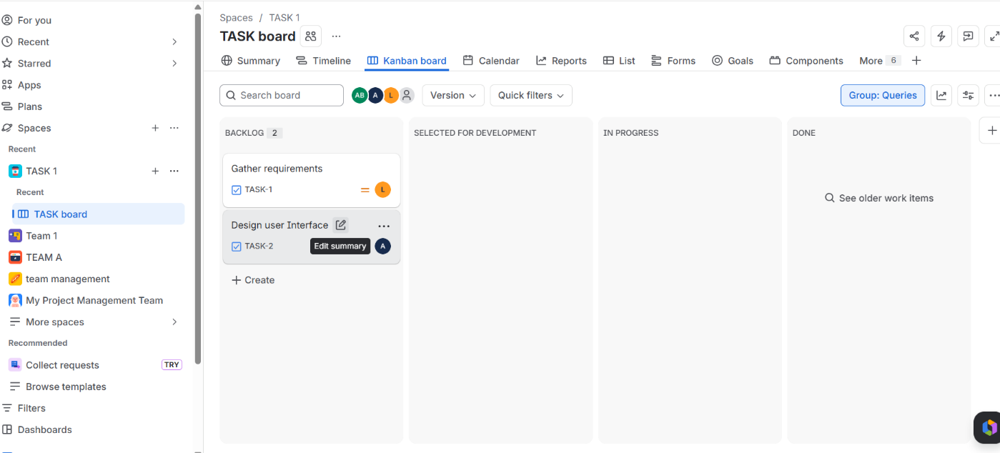 For you
Recent
Starred
Apps
Plans
Spaces
Recent
TASK 1
Recent
TASK board
Team 1
TEAM A
team management
My Project Management Team
More spaces
Recommended
Collect requests TRY
Browse templates
Filters
Dashboards
Spaces / TASK 1
TASK board
Summary Timeline Kanban board Calendar Reports List Forms Goals Components More 6
Search board AB A L Version Quick filters Group: Queries
BACKLOG 2
Gather requirements
TASK-1 L
Design user Interface
TASK-2 Edit summary A
Create
SELECTED FOR DEVELOPMENT
IN PROGRESS
DONE
See older work items